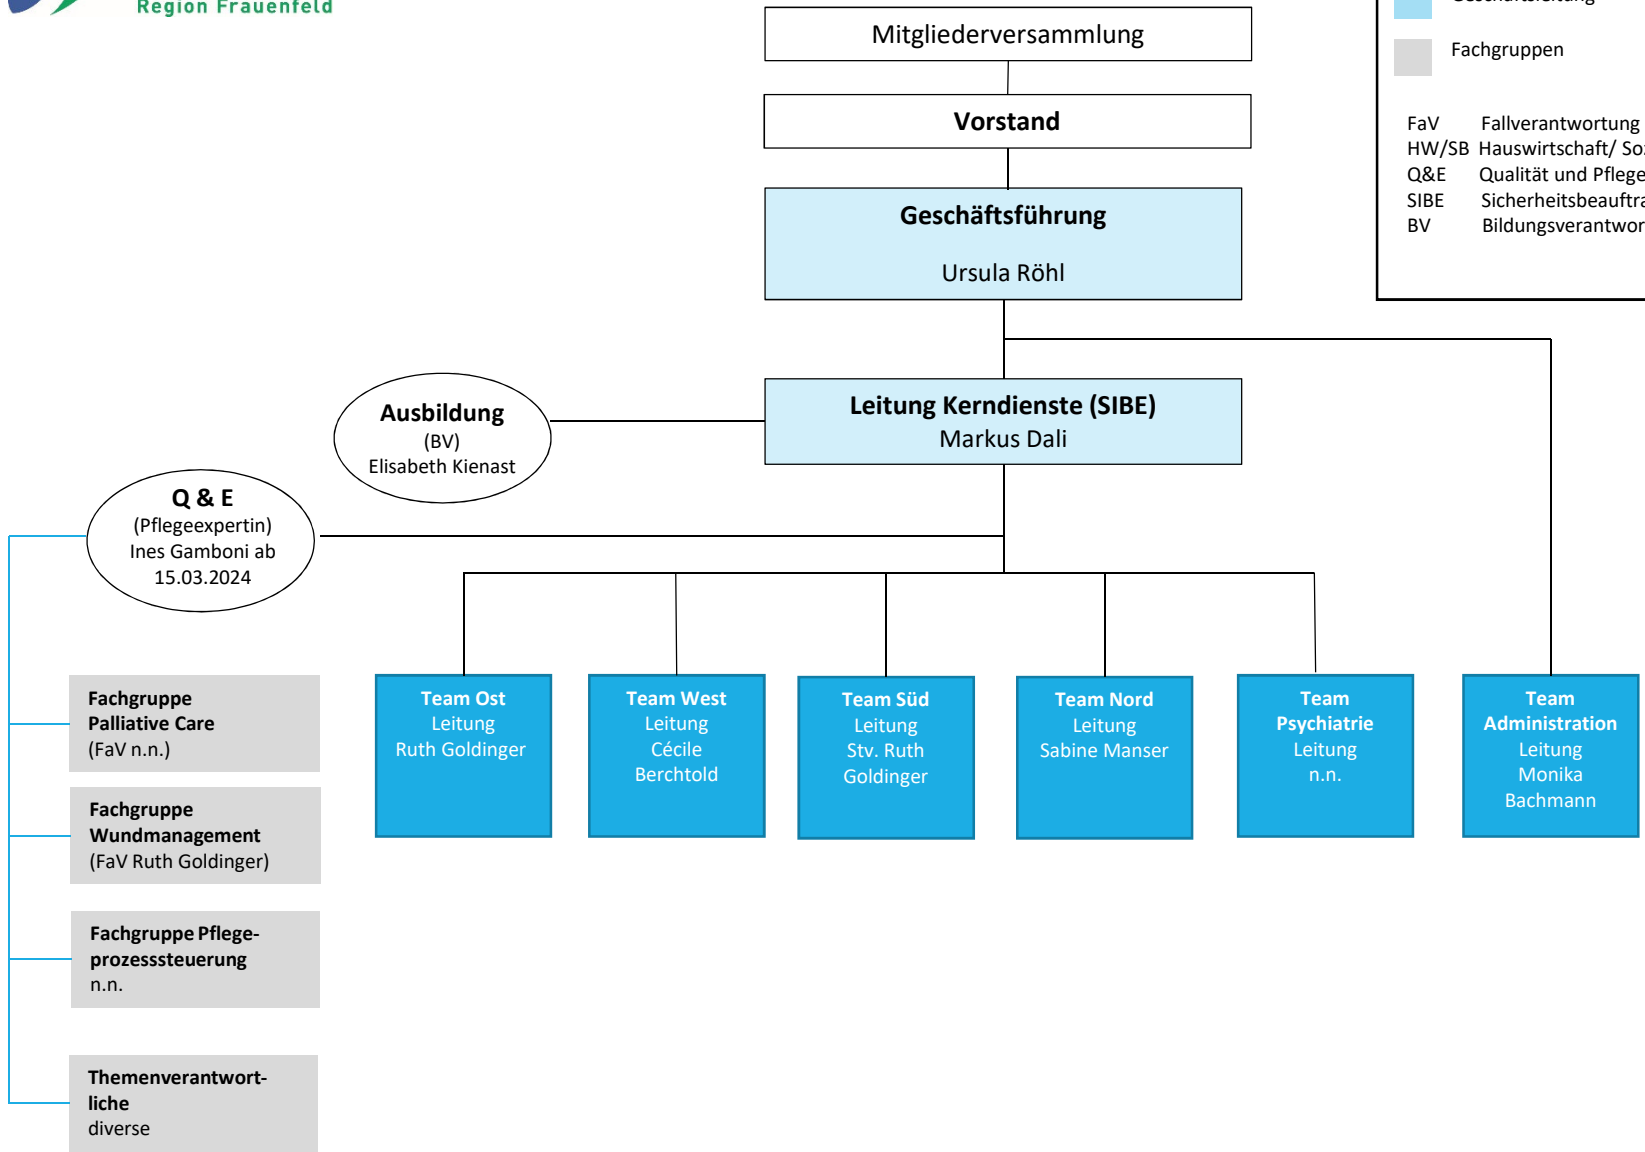 Region Frauenfeld
Mitgliederversammlung
Vorstand
Geschäftsführung
Ursula Röhl
Fachgruppen
FaV Fallverantwortung
HW/SB Hauswirtschaft/
Q&E Qualität und
SIBE
BV
Leitung Kerndienste (SIBE)
Markus Dali
Ausbildung
(BV)
Elisabeth Kienast
Q & E
(Pflegeexpertin)
Ines Gamboni ab
15.03.2024
Fachgruppe
Palliative Care
(FaV n.n.)
Fachgruppe
Wundmanagement
(FaV Ruth Goldinger)
Fachgruppe Pflege-
prozesssteuerung
n.n.
Themenverantwort-
liche
diverse
Team Ost
Leitung
Ruth Goldinger
Team West
Leitung
Cécile
Berchtold
Team Süd
Leitung
Stv. Ruth
Goldinger
Team Nord
Leitung
Sabine Manser
Team
Psychiatrie
Leitung
n.n.
Team
Administration
Leitung
Monika
Bachmann